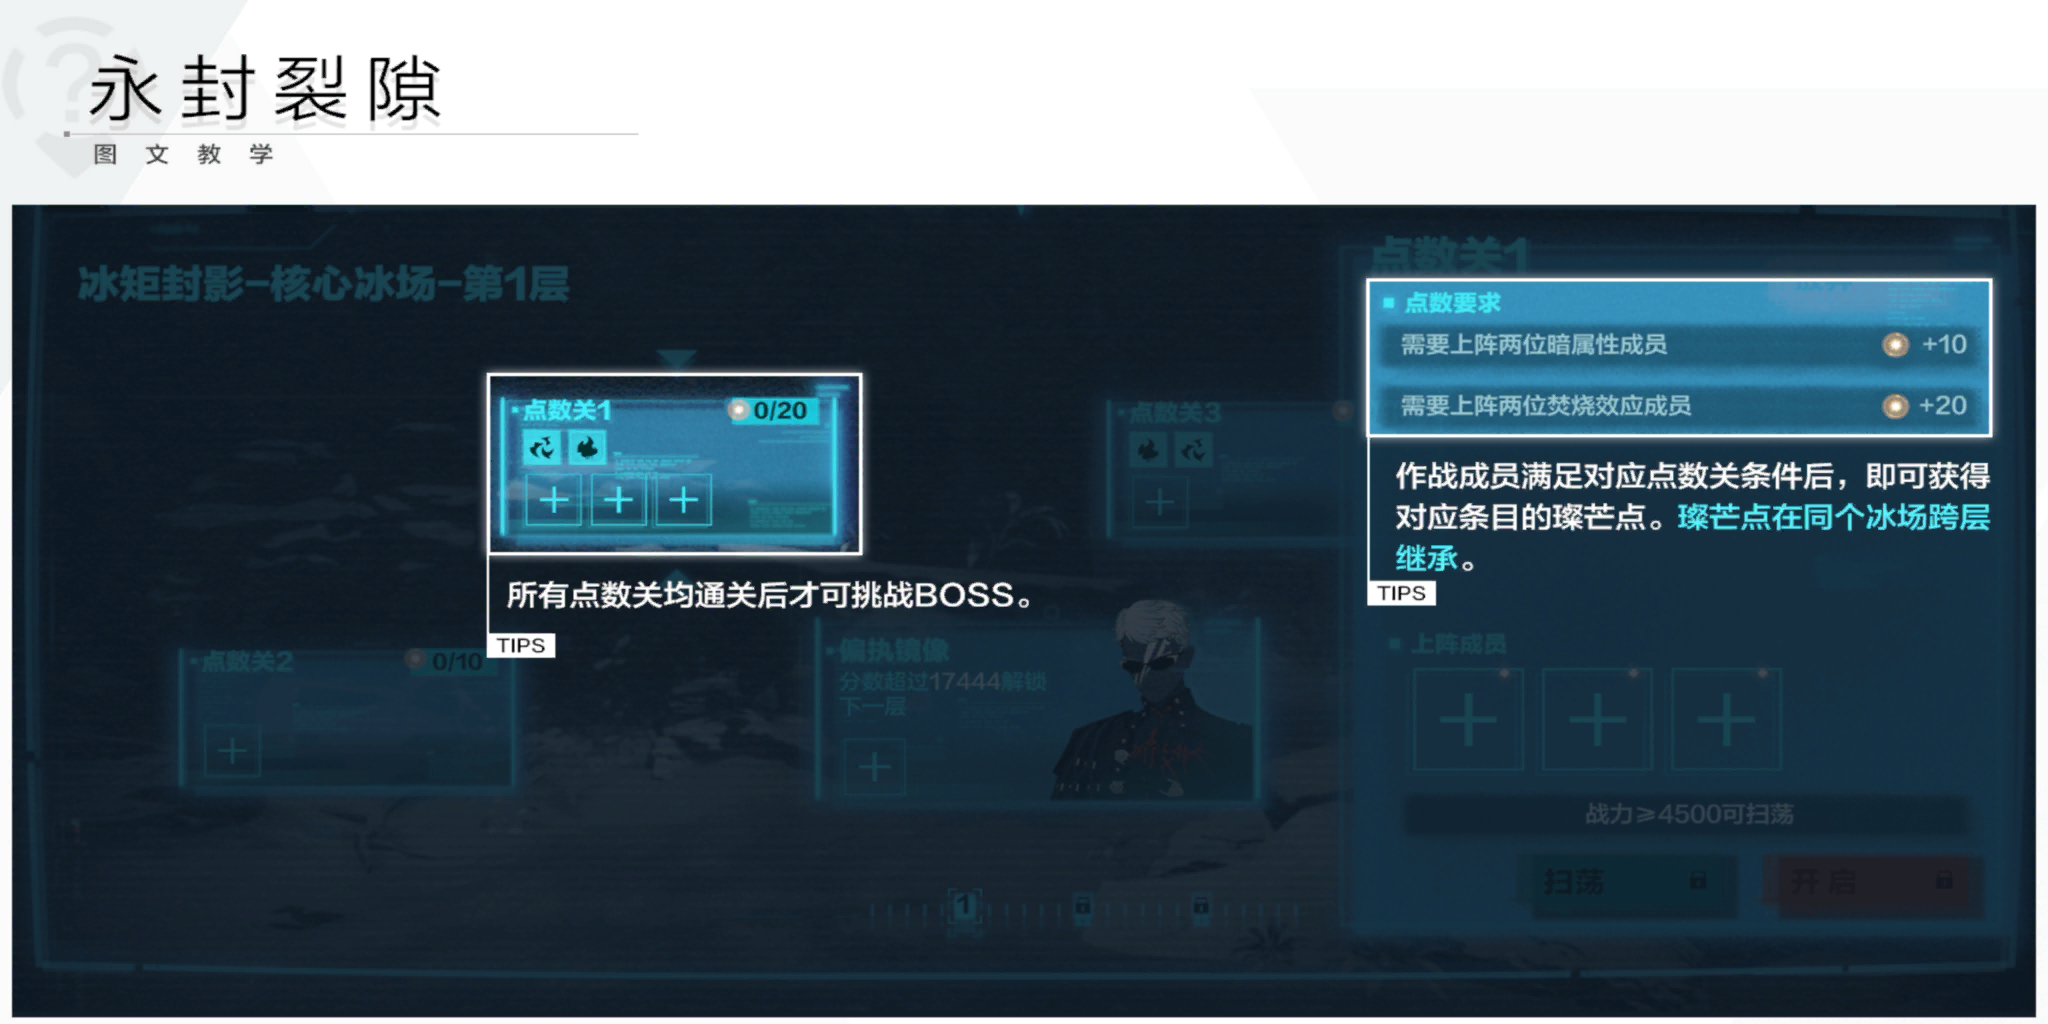 永封裂隙
图文教学
冰矩封影-核心冰场-第1层
点数关1
0/20
所有点数关均通关后才可挑战BOSS。
TIPS
点数关2
0/10
点数关3
偏执镜像
分数超过17444解锁
下一层
1
点数关1
点数要求
需要上阵两位暗属性成员 +10
需要上阵两位焚烧效应成员 +20
作战成员满足对应点数关条件后，即可获得
对应条目的璨芒点。璨芒点在同个冰场跨层
继承。
TIPS
上阵成员
战力≥4500可扫荡
扫荡
开启